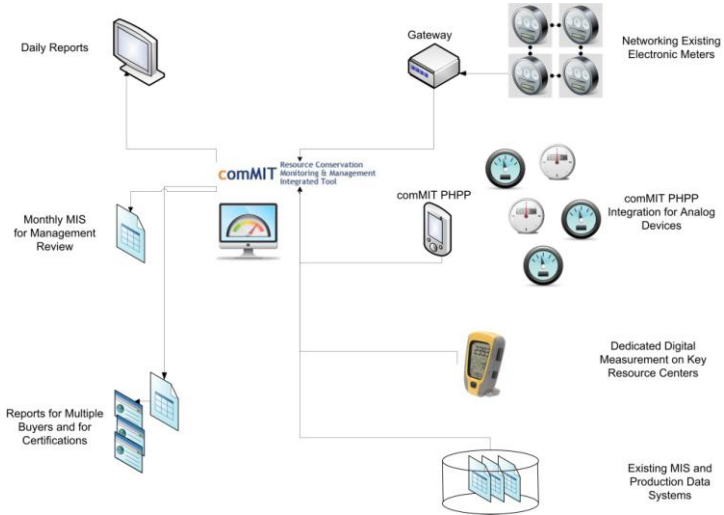 Daily Reports
Gateway
Networking Existing
Electronic Meters
comMIT Resource Conservation
Monitoring & Management
Integrated Tool
comMIT PHPP
comMIT PHPP
Integration for Analog
Devices
Monthly MIS
for Management
Review
Dedicated Digital
Measurement on Key
Resource Centers
Reports for Multiple
Buyers and for
Certifications
Existing MIS and
Production Data
Systems